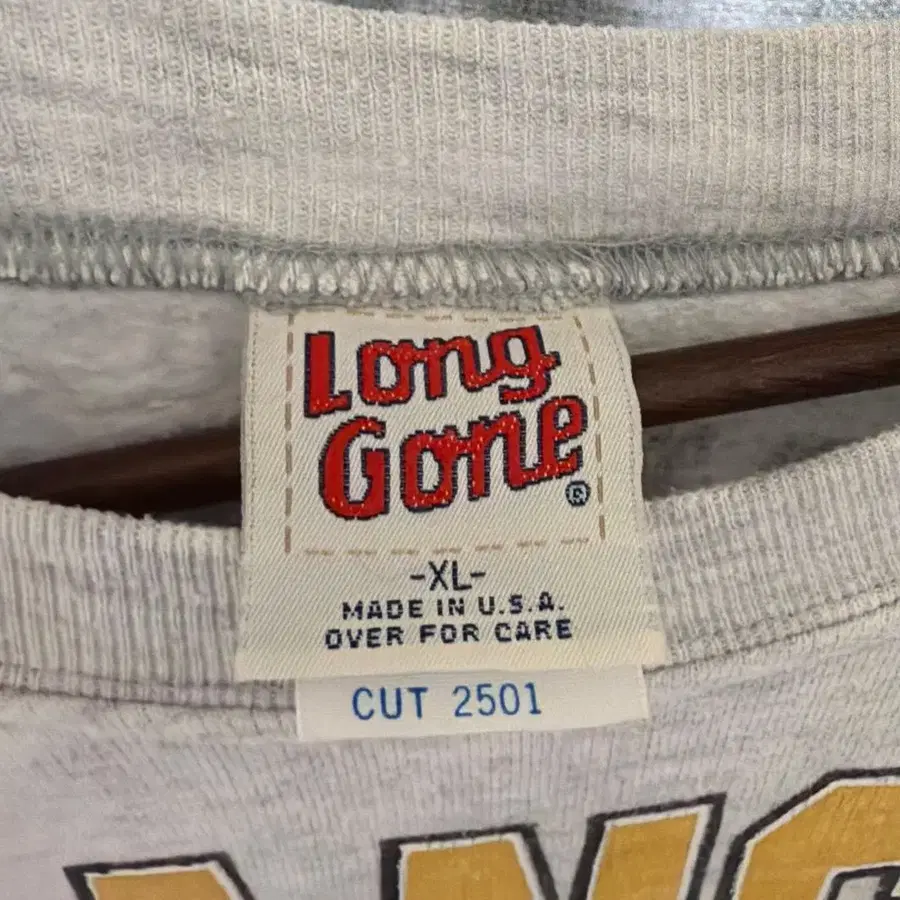 Long
Gone
®
-XL-
MADE IN U.S.A.
OVER FOR CARE
CUT 2501